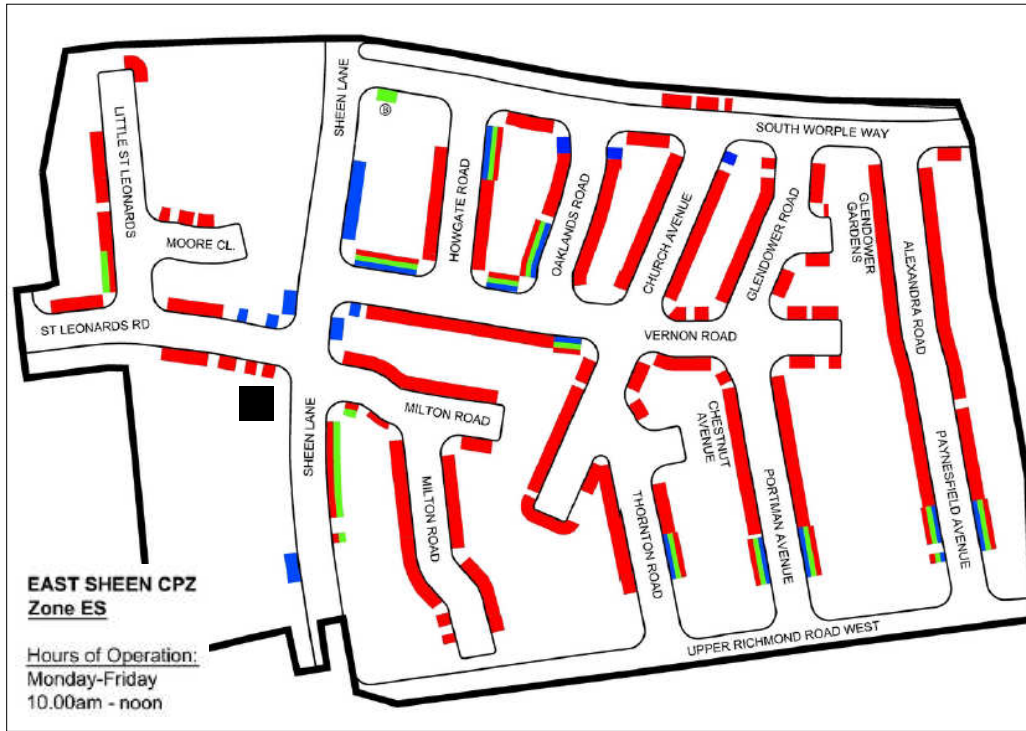 SHEEN LANE
LITTLE ST LEONARDS
SOUTH WORPLE WAY
HOWGATE ROAD
OAKLANDS ROAD
CHURCH AVENUE
GLENDOWER ROAD
GLENDOWER
GARDENS
MOORE CL.
ALEXANDRA ROAD
ST LEONARDS RD
VERNON ROAD
MILTON ROAD
SHEEN LANE
CHESTNUT
AVENUE
MILTON ROAD
THORNTON ROAD
PORTMAN AVENUE
PAYNESFIELD AVENUE
UPPER RICHMOND ROAD WEST
EAST SHEEN CPZ
Zone ES
Hours of Operation:
Monday-Friday
10.00am - noon